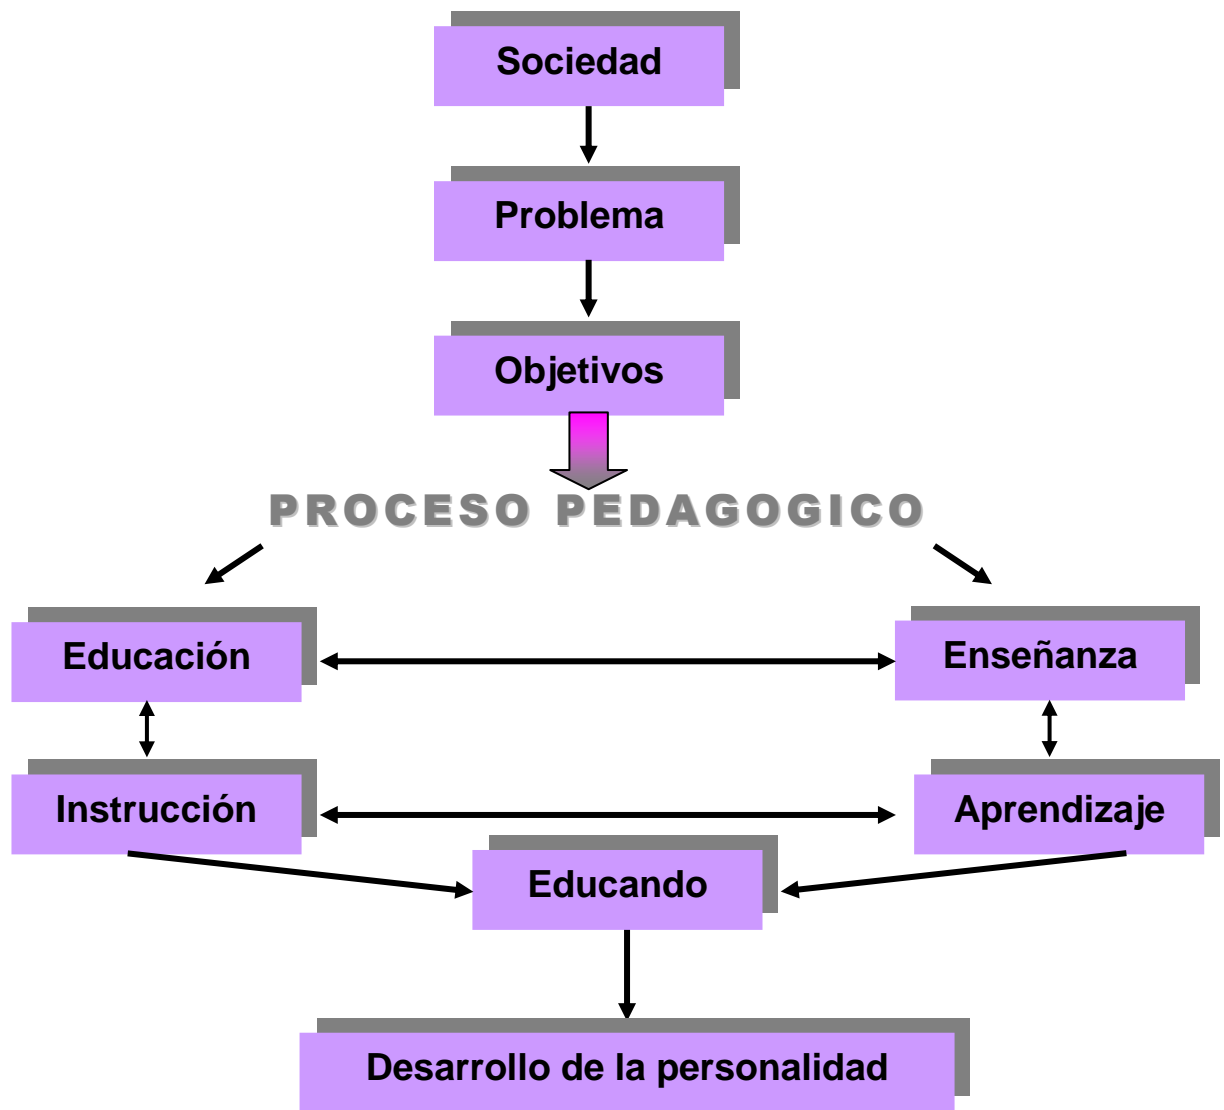 Sociedad
Problema
Objetivos
PROCESO PEDAGOGICO
Educación
Enseñanza
Instrucción
Aprendizaje
Educando
Desarrollo de la personalidad